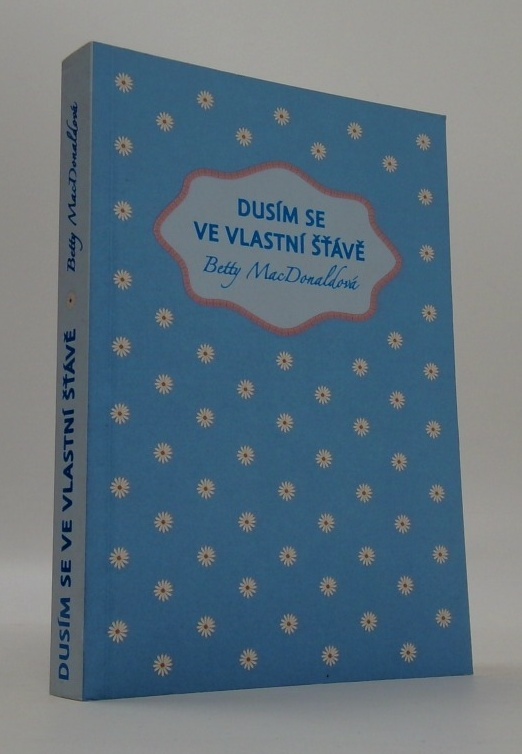 DUSÍM SE
VE VLASTNÍ ŠŤÁVĚ
Betty MacDonaldová
DUSÍM SE VE VLASTNÍ ŠŤÁVĚ Betty MacDonaldová